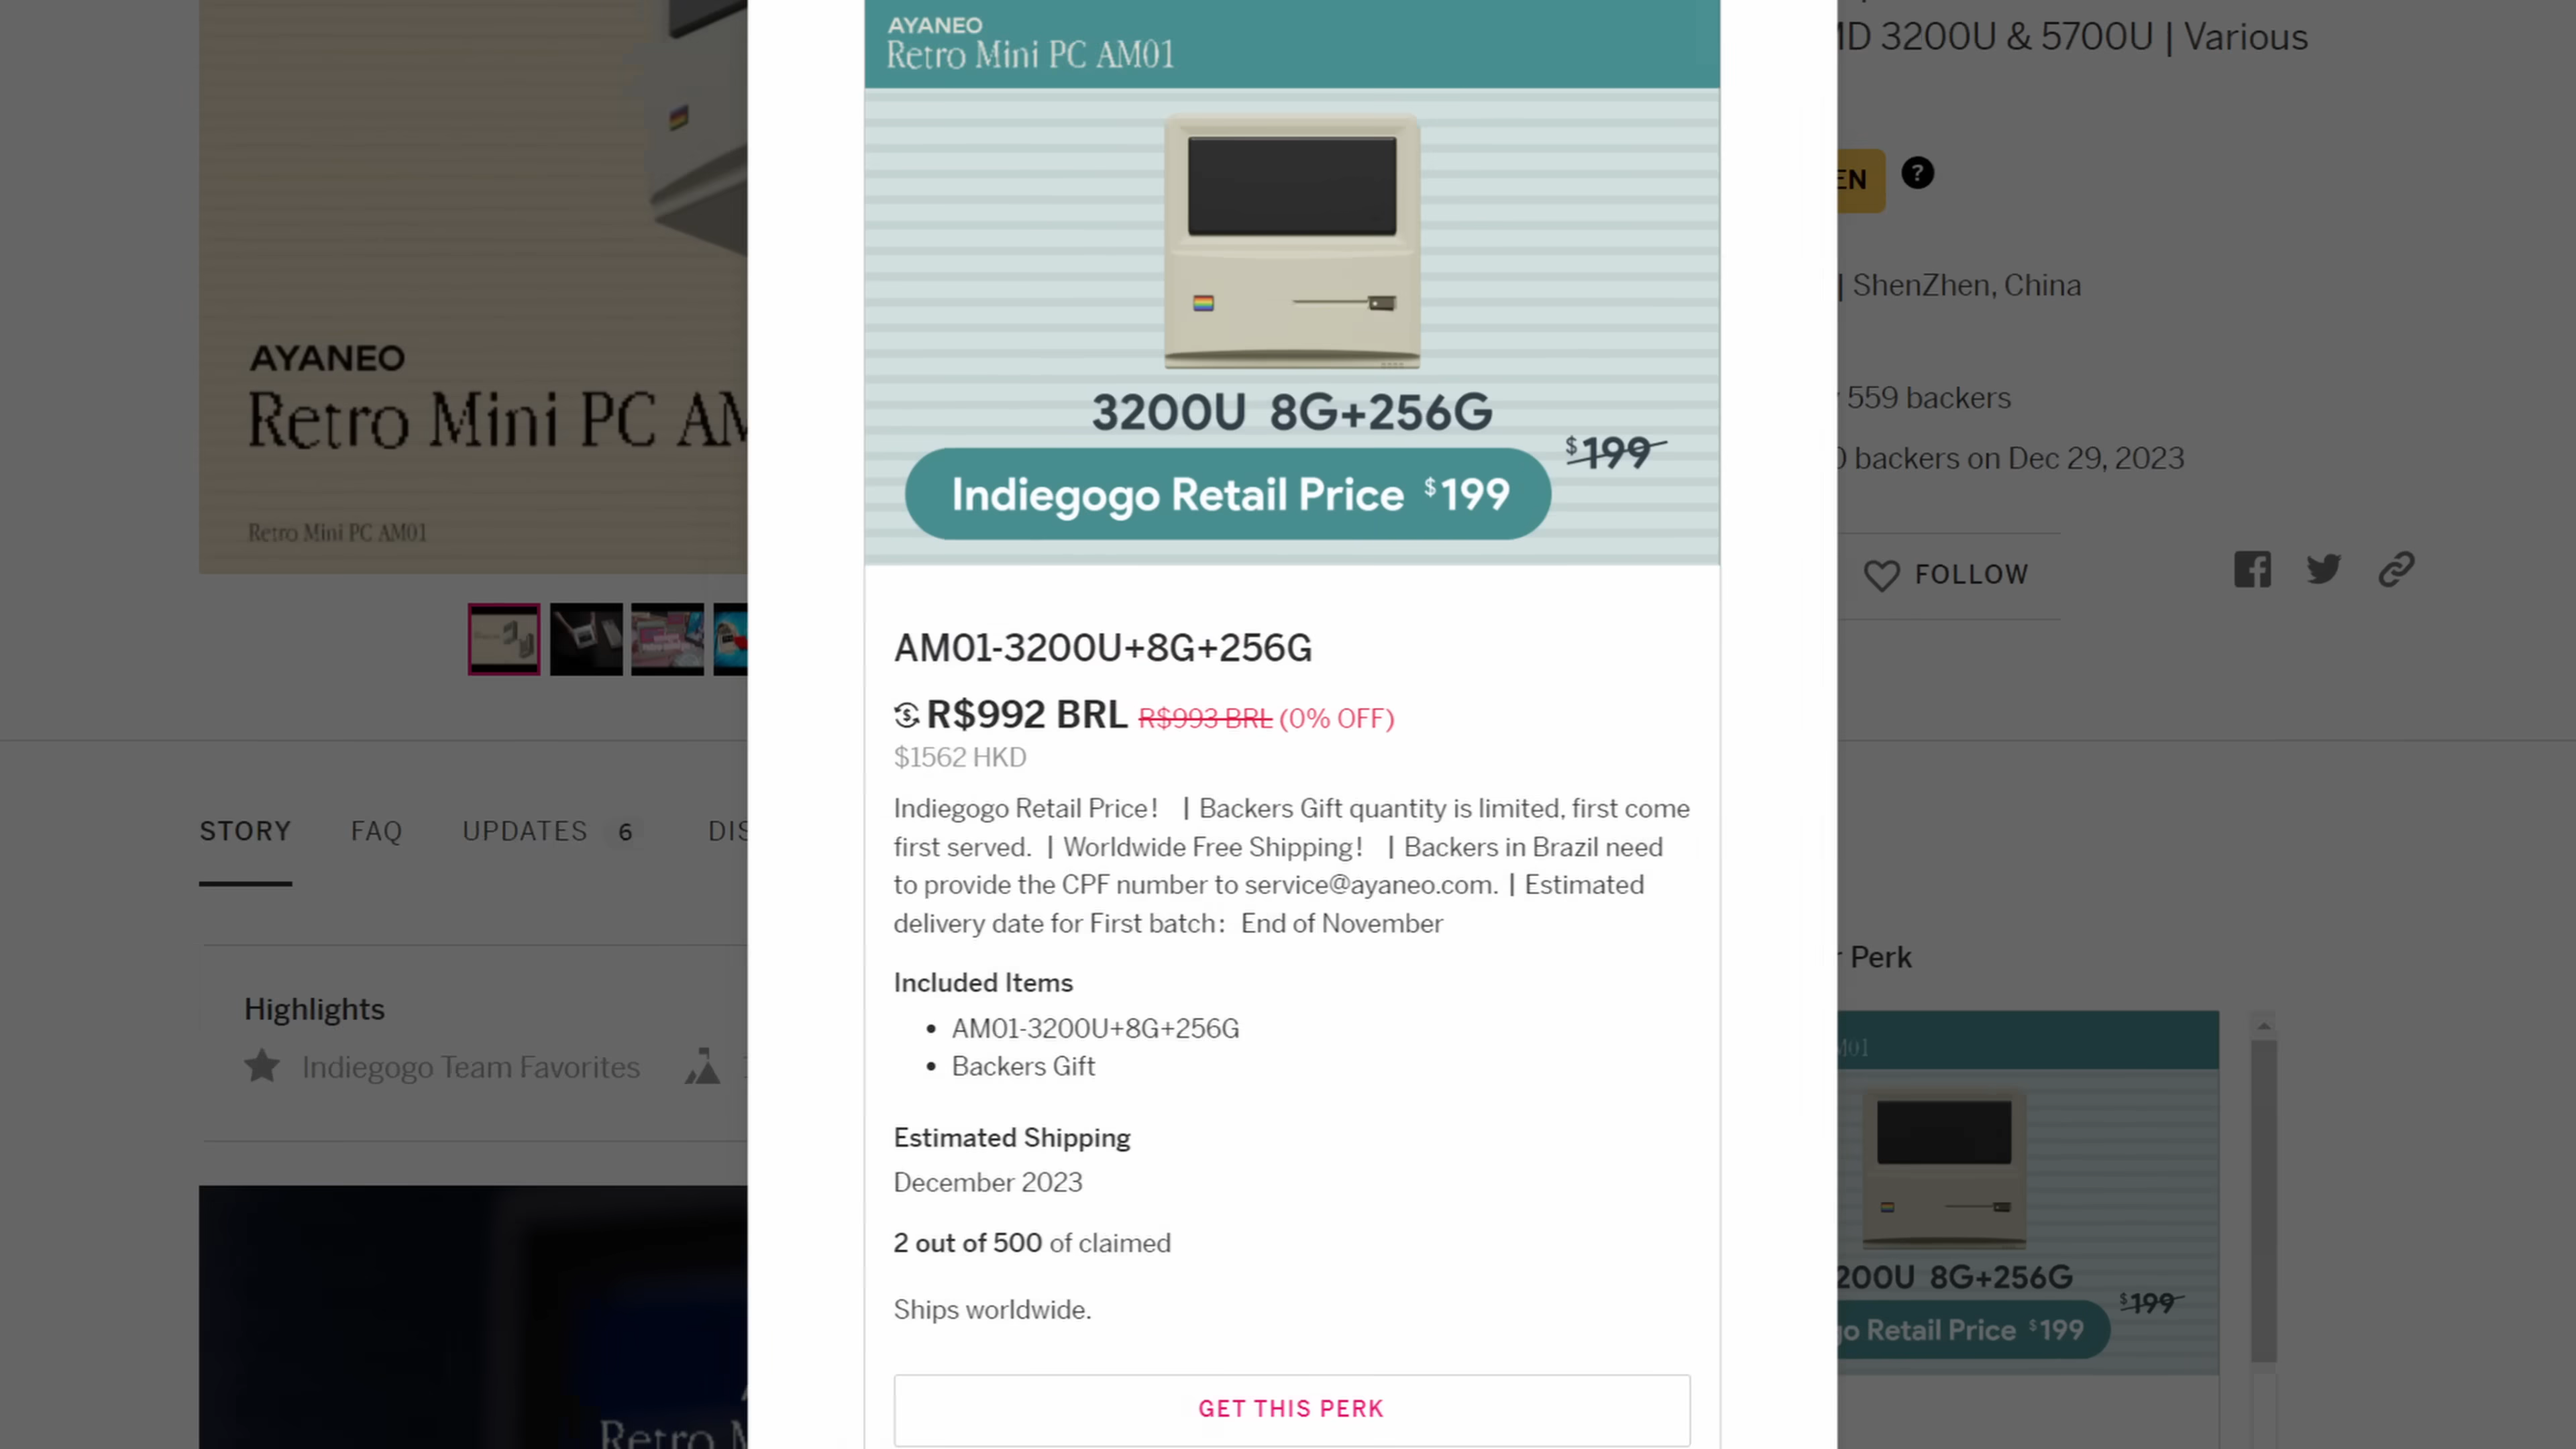 AYANEO
Retro Mini PC AM01
3200U 8G+256G
$199
Indiegogo Retail Price $199
AM01-3200U+8G+256G
R$992 BRL R$993 BRL (0% OFF)
$1562 HKD
Indiegogo Retail Price! | Backers Gift quantity is limited, first come
first served. | Worldwide Free Shipping! | Backers in Brazil need
to provide the CPF number to service@ayaneo.com. | Estimated
delivery date for First batch: End of November
Included Items
• AM01-3200U+8G+256G
• Backers Gift
Estimated Shipping
December 2023
2 out of 500 of claimed
Ships worldwide.
GET THIS PERK
AYANEO
Retro Mini PC
Retro Mini PC AM01
STORY FAQ UPDATES 6
Highlights
Indiegogo Team Favorites
Retro
3200U & 5700U | Various
?
| ShenZhen, China
559 backers
backers on Dec 29, 2023
FOLLOW
Perk
8G+256G
$199
Retail Price $199